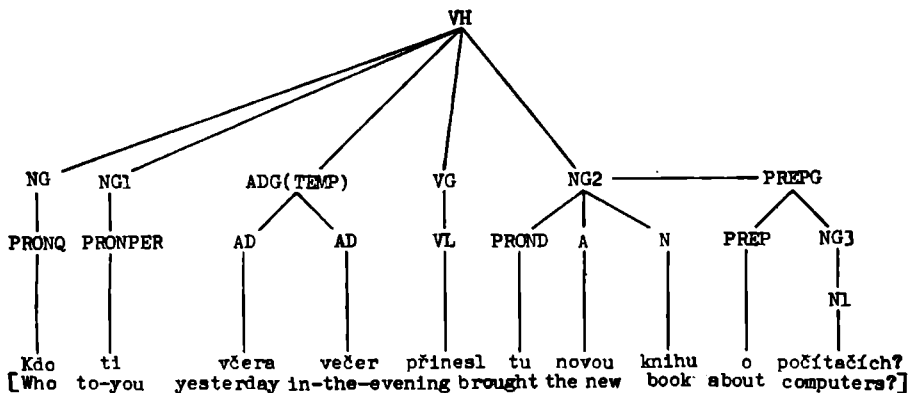 VH
NG NG1 ADG(TEMP) VG NG2 PREPG
PRONQ PRONPER AD AD VL PROND A N PREP NG3
N1
Kdo ti včera večer přinesl tu novou knihu o počítačích?
[Who to-you yesterday in-the-evening brought the new book about computers?]